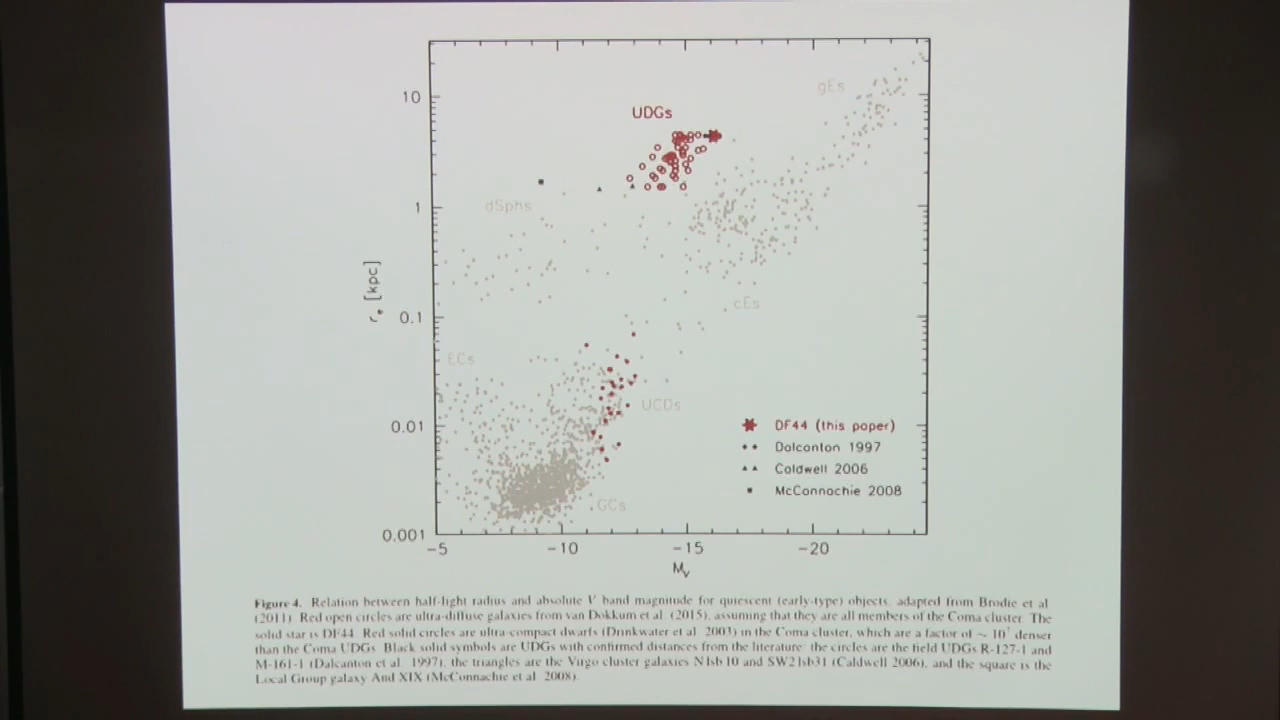 UDGs
gEs
10
dSphs
1
r_e [kpc]
cEs
0.1
ECs
UCDs
0.01
DF44 (this paper)
Dalcanton 1997
Caldwell 2006
McConnachie 2008
GCs
0.001
-5 -10 -15 -20
M_V
Figure 4. Relation between half-light radius and absolute V band magnitude for quiescent (early-type) objects, adapted from Brodie et al.
(2011). Red open circles are ultra-diffuse galaxies from van Dokkum et al. (2015), assuming that they are all members of the Coma cluster. The
solid star is DF44. Red solid circles are ultra-compact dwarfs (Drinkwater et al. 2003) in the Coma cluster, which are a factor of ~ 10^7 denser
than the Coma UDGs. Black solid symbols are UDGs with confirmed distances from the literature: the circles are the field UDGs R-127-1 and
M-161-1 (Dalcanton et al. 1997), the triangles are the Virgo cluster galaxies N1sb10 and SW21sb31 (Caldwell 2006), and the square is the
Local Group galaxy And XIX (McConnachie et al. 2008).